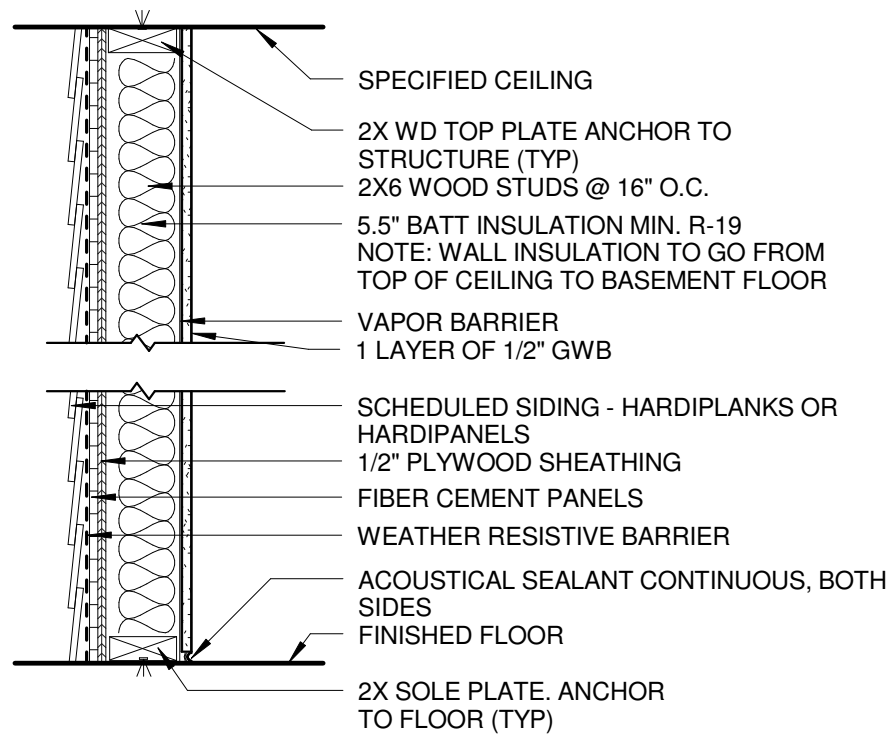 SPECIFIED CEILING
2X WD TOP PLATE ANCHOR TO
STRUCTURE (TYP)
2X6 WOOD STUDS @ 16" O.C.
5.5" BATT INSULATION MIN. R-19
NOTE: WALL INSULATION TO GO FROM
TOP OF CEILING TO BASEMENT FLOOR
VAPOR BARRIER
1 LAYER OF 1/2" GWB
SCHEDULED SIDING - HARDIPLANKS OR
HARDIPANELS
1/2" PLYWOOD SHEATHING
FIBER CEMENT PANELS
WEATHER RESISTIVE BARRIER
ACOUSTICAL SEALANT CONTINUOUS, BOTH
SIDES
FINISHED FLOOR
2X SOLE PLATE. ANCHOR
TO FLOOR (TYP)